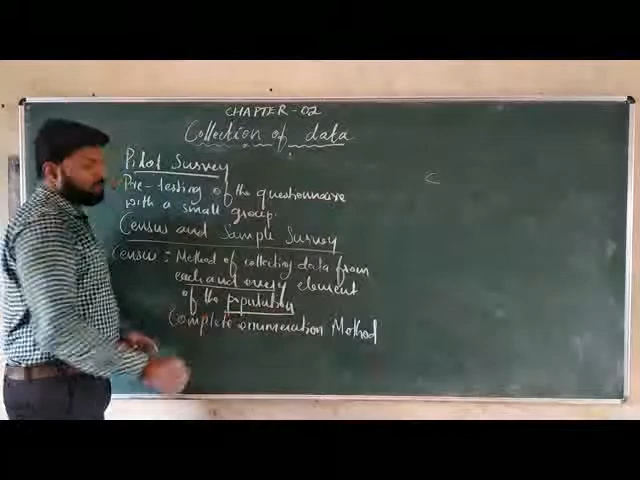 CHAPTER-02
Collection of data
Pilot Survey
Pre-testing of the questionnaire
with a small group.
Census and Sample Survey
Census: Method of collecting data from
each and every element
of the population
Complete enumeration Method
C